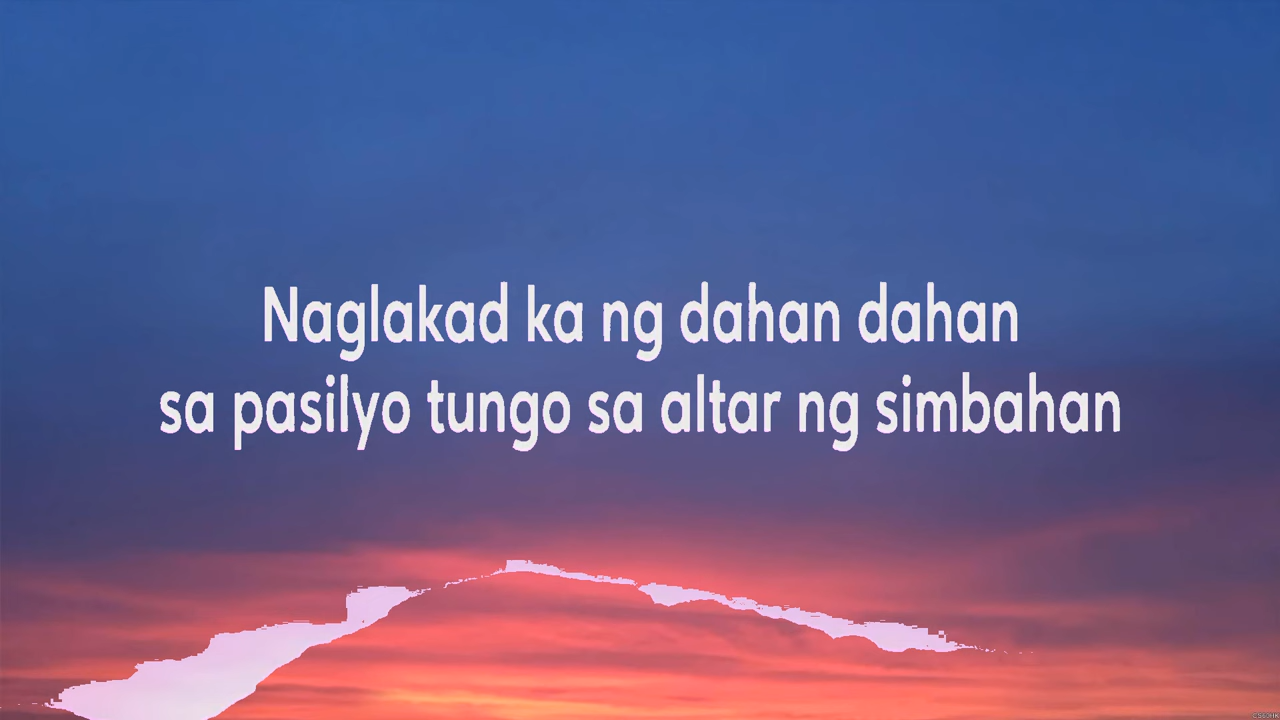 Naglakad ka ng dahan dahan
sa pasilyo tungo sa altar ng simbahan